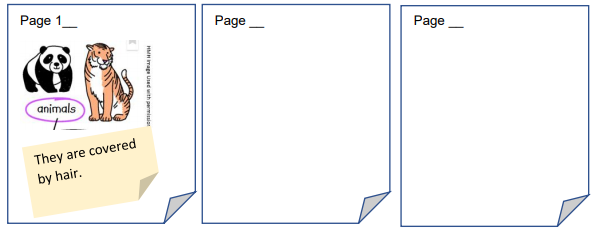 Page 1__
Page __
Page __
animals
They are covered
by hair.